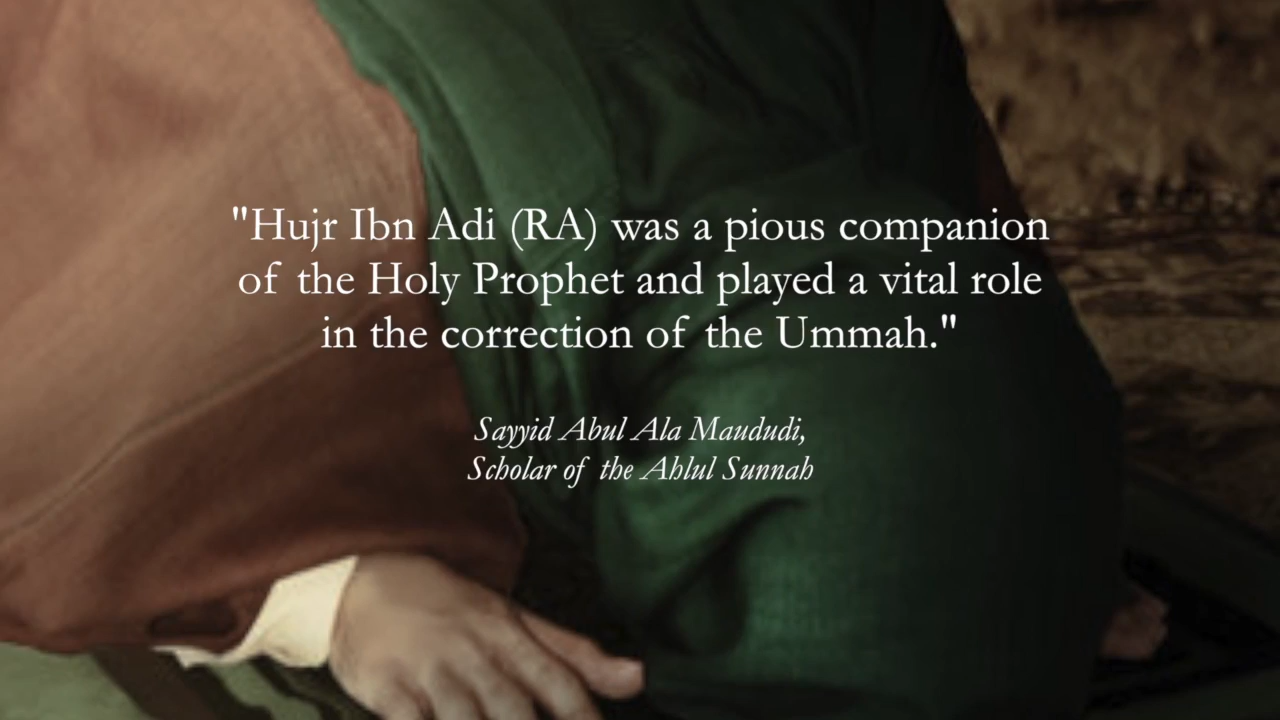 "Hujr Ibn Adi (RA) was a pious companion
of the Holy Prophet and played a vital role
in the correction of the Ummah."
Sayyid Abul Ala Maududi,
Scholar of the Ahlul Sunnah